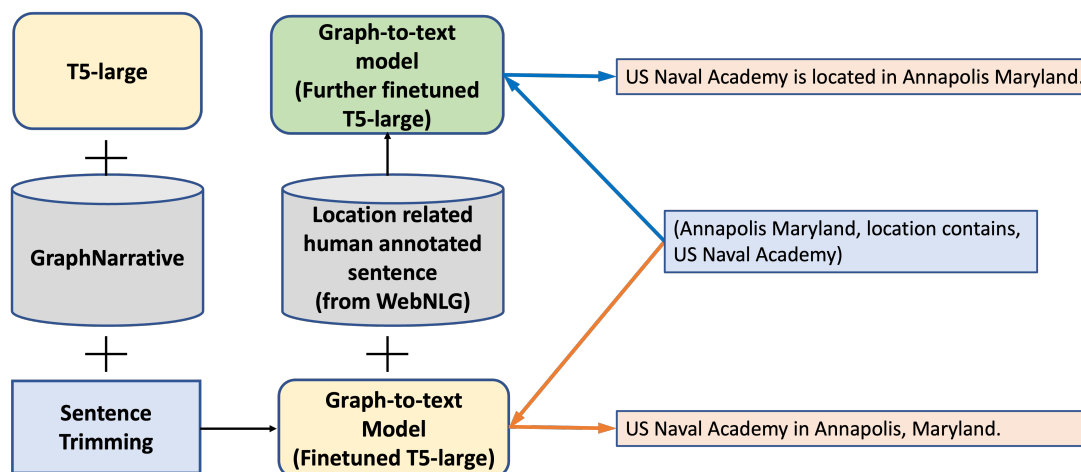 T5-large
Graph-to-text
model
(Further finetuned
T5-large)
US Naval Academy is located in Annapolis Maryland.
GraphNarrative
Location related
human annotated
sentence
(from WebNLG)
(Annapolis Maryland, location contains,
US Naval Academy)
Sentence
Trimming
Graph-to-text
Model
(Finetuned T5-large)
US Naval Academy in Annapolis, Maryland.